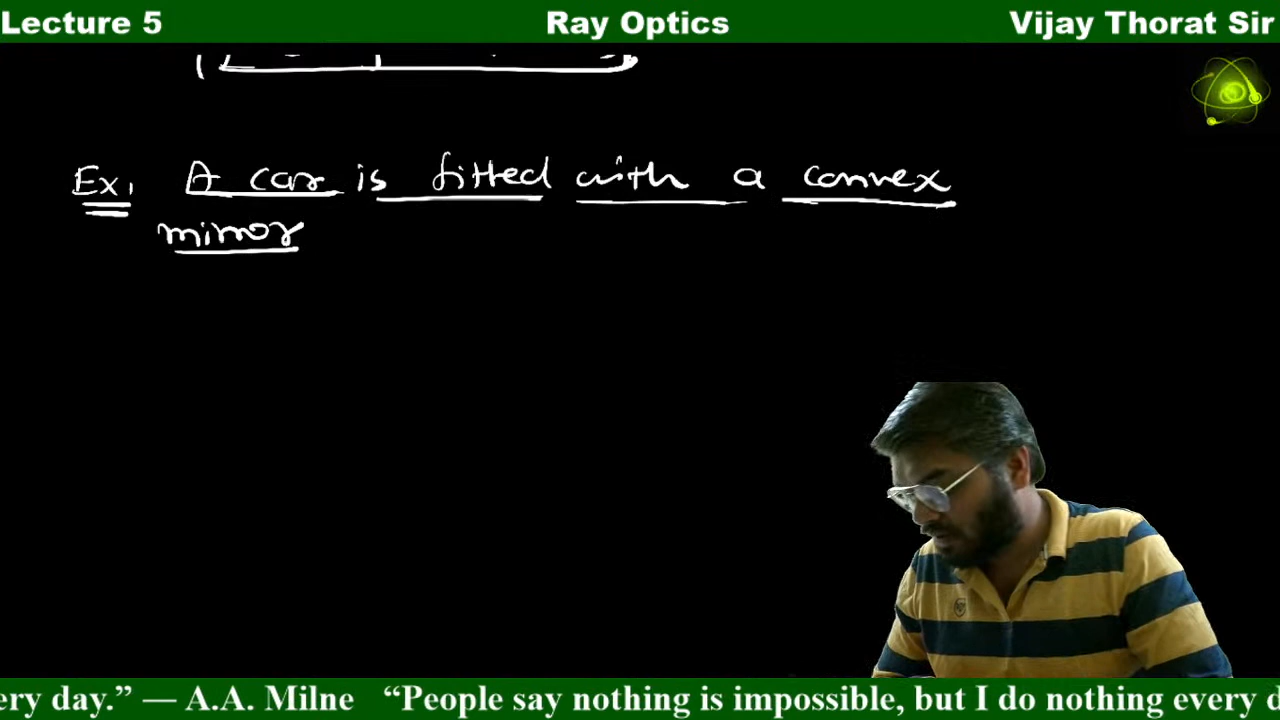 Lecture 5 Ray Optics Vijay Thorat Sir
Ex. A car is fitted with a convex
mirror
ery day.” — A.A. Milne “People say nothing is impossible, but I do nothing every d